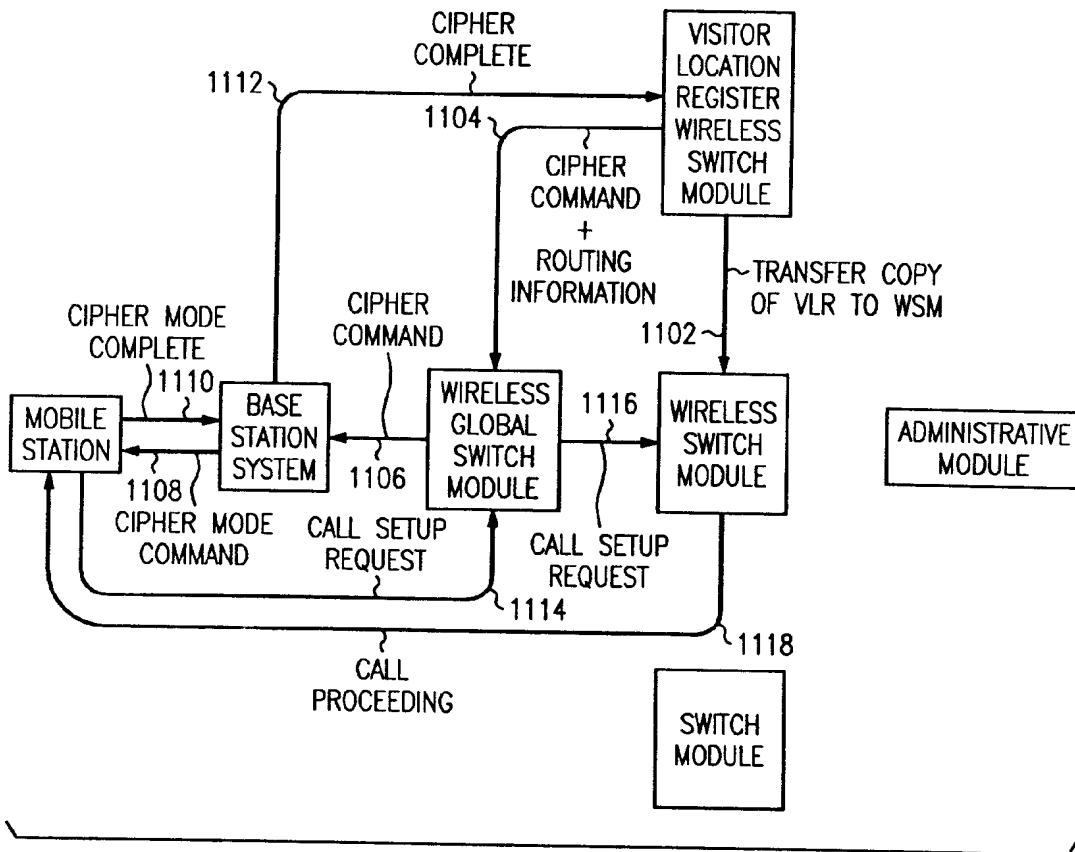 CIPHER
COMPLETE
1112
VISITOR
LOCATION
REGISTER
WIRELESS
SWITCH
MODULE
1104
CIPHER
COMMAND
+
ROUTING
INFORMATION
TRANSFER COPY
OF VLR TO WSM
1102
CIPHER
COMMAND
CIPHER MODE
COMPLETE
1110
MOBILE
STATION
BASE
STATION
SYSTEM
WIRELESS
GLOBAL
SWITCH
MODULE
1116
WIRELESS
SWITCH
MODULE
ADMINISTRATIVE
MODULE
1108
1106
CIPHER MODE
COMMAND
CALL SETUP
REQUEST
CALL SETUP
REQUEST
1114
1118
CALL
PROCEEDING
SWITCH
MODULE